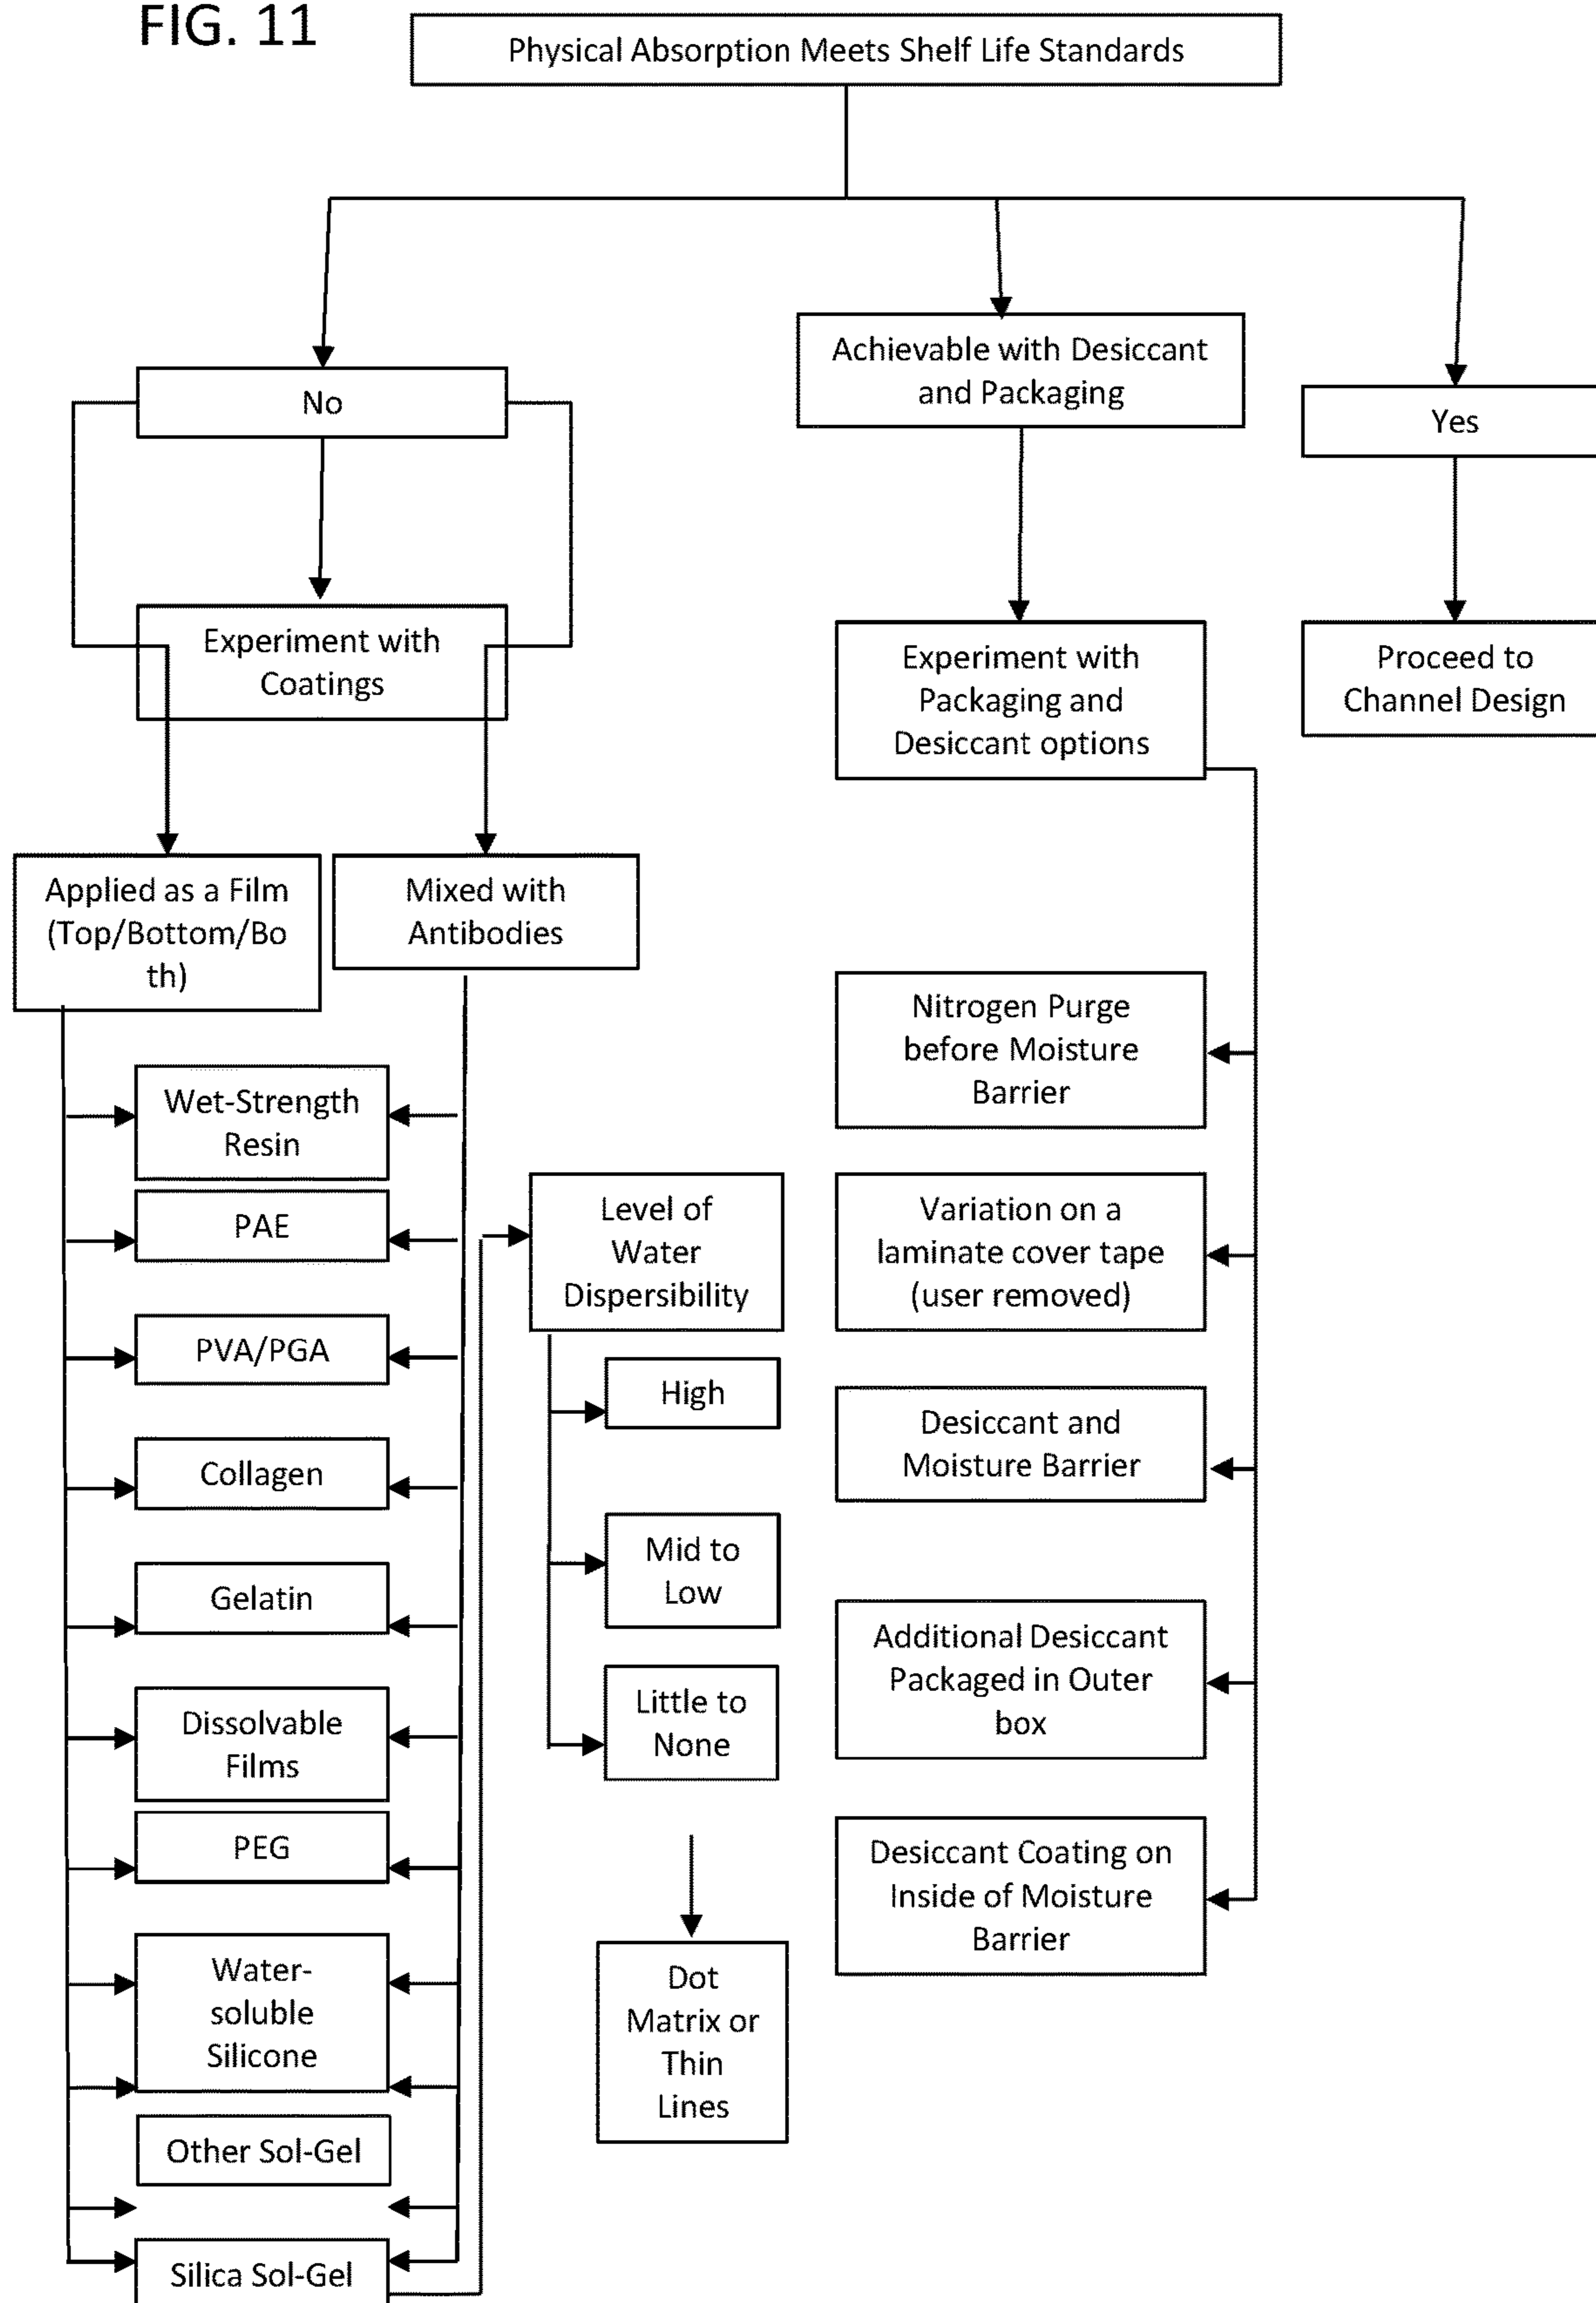 FIG. 11
Physical Absorption Meets Shelf Life Standards
No
Achievable with Desiccant
and Packaging
Yes
Experiment with
Coatings
Experiment with
Packaging and
Desiccant options
Proceed to
Channel Design
Applied as a Film
(Top/Bottom/Bo
th)
Mixed with
Antibodies
Wet-Strength
Resin
PAE
PVA/PGA
Collagen
Gelatin
Dissolvable
Films
PEG
Water-
soluble
Silicone
Other Sol-Gel
Silica Sol-Gel
Level of
Water
Dispersibility
High
Mid to
Low
Little to
None
Dot
Matrix or
Thin
Lines
Nitrogen Purge
before Moisture
Barrier
Variation on a
laminate cover tape
(user removed)
Desiccant and
Moisture Barrier
Additional Desiccant
Packaged in Outer
box
Desiccant Coating on
Inside of Moisture
Barrier